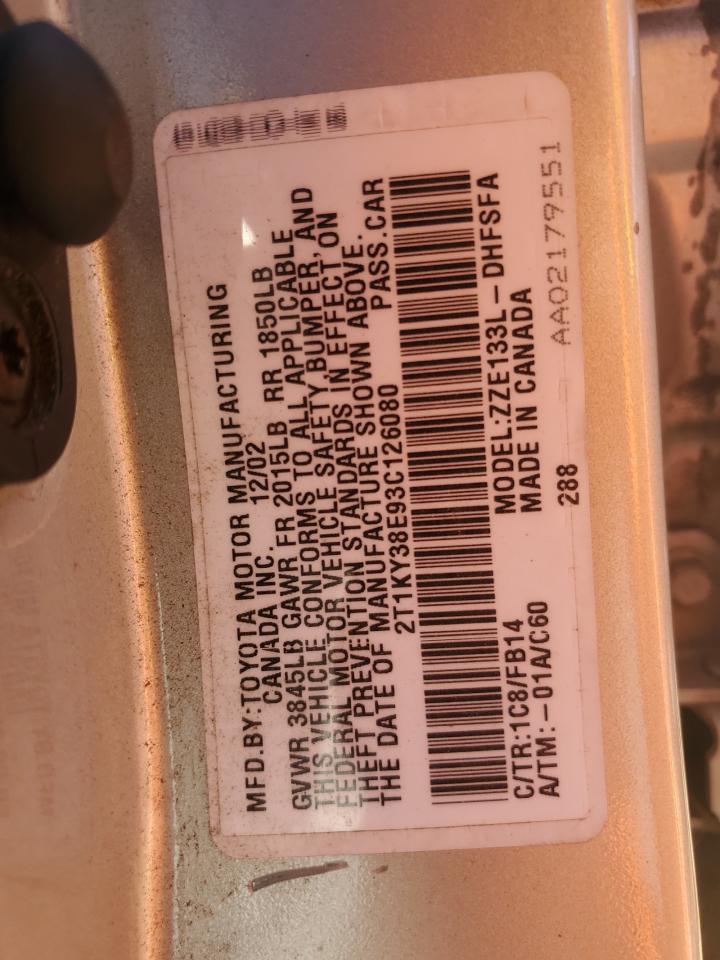 MFD.BY:TOYOTA MOTOR MANUFACTURING
CANADA INC. 12/02
GVWR 3845LB GAWR FR 2015LB RR 1850LB
THIS VEHICLE CONFORMS TO ALL APPLICABLE
FEDERAL MOTOR VEHICLE SAFETY BUMPER, AND
THEFT PREVENTION STANDARDS IN EFFECT ON
THE DATE OF MANUFACTURE SHOWN ABOVE.
2T1KY38E93C126080 PASS.CAR
MODEL:ZZE133L-DHFSFA
C/TR:1C8/FB14 MADE IN CANADA
A/TM:-01A/C60
288
AA02179551